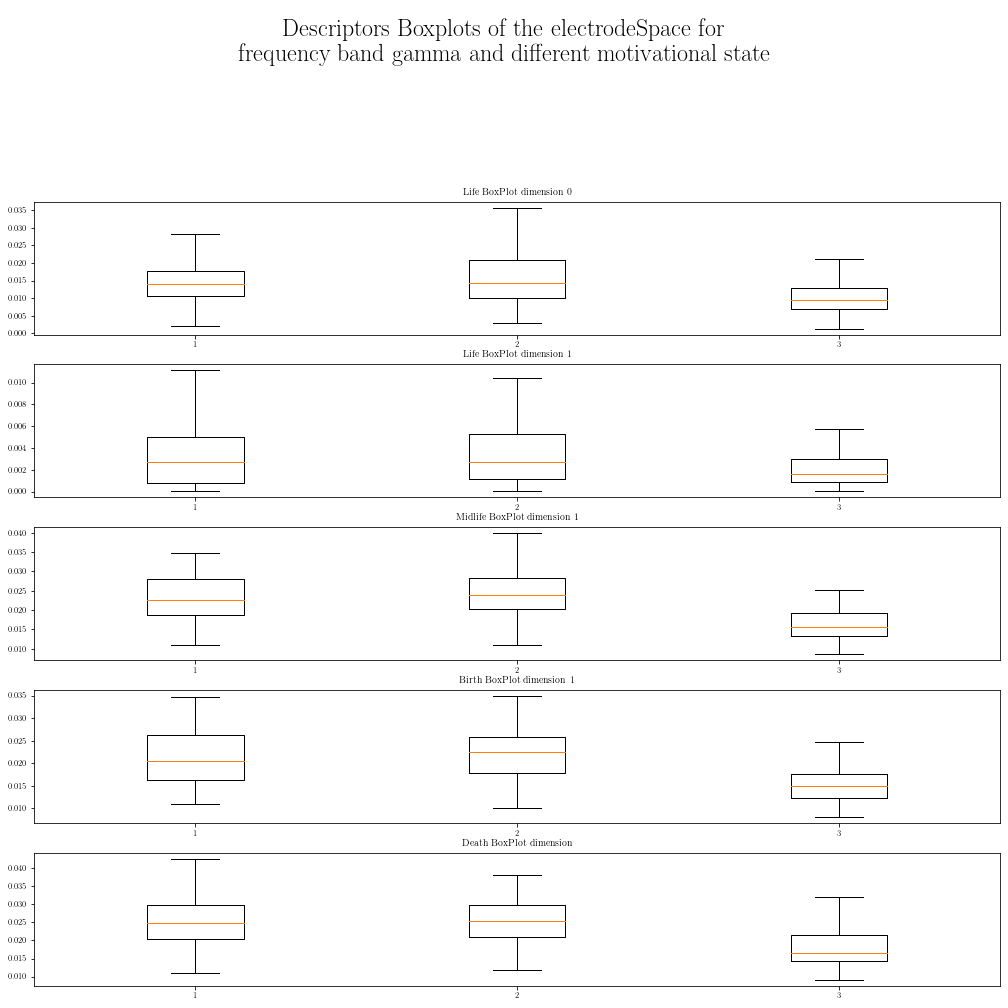 Descriptors Boxplots of the electrodeSpace for
frequency band gamma and different motivational state
Life BoxPlot dimension 0
0.035
0.030
0.025
0.020
0.015
0.010
0.005
0.000
1 2 3
Life BoxPlot dimension 1
0.010
0.008
0.006
0.004
0.002
0.000
1 2 3
Midlife BoxPlot dimension 1
0.040
0.035
0.030
0.025
0.020
0.015
0.010
1 2 3
Birth BoxPlot dimension 1
0.035
0.030
0.025
0.020
0.015
0.010
1 2 3
Death BoxPlot dimension
0.040
0.035
0.030
0.025
0.020
0.015
0.010
1 2 3